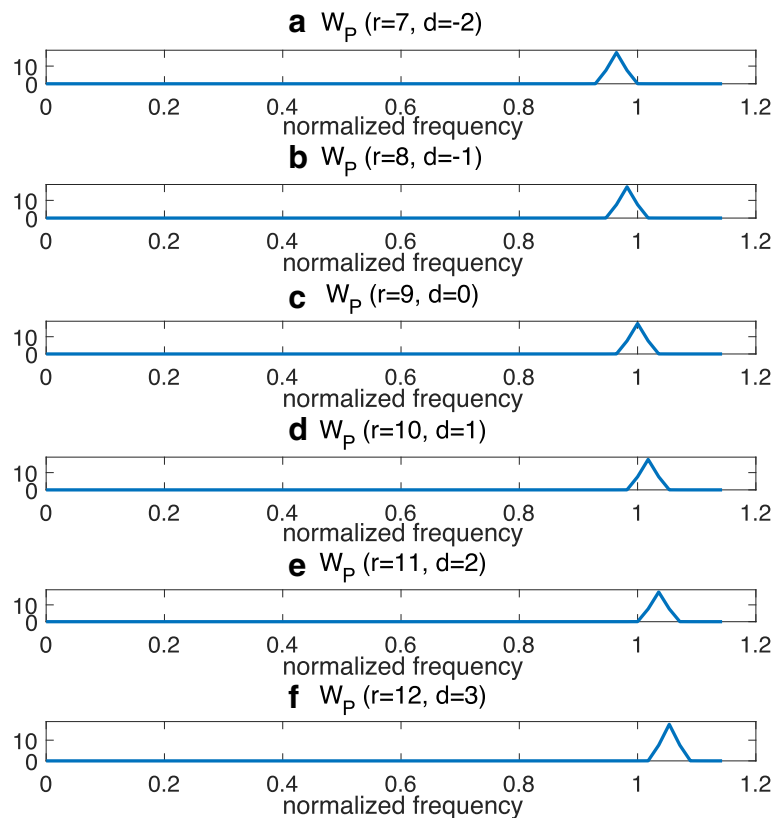 a W_P (r=7, d=-2)
10
0
0 0.2 0.4 0.6 0.8 1 1.2
normalized frequency
b W_P (r=8, d=-1)
10
0
0 0.2 0.4 0.6 0.8 1 1.2
normalized frequency
c W_P (r=9, d=0)
10
0
0 0.2 0.4 0.6 0.8 1 1.2
normalized frequency
d W_P (r=10, d=1)
10
0
0 0.2 0.4 0.6 0.8 1 1.2
normalized frequency
e W_P (r=11, d=2)
10
0
0 0.2 0.4 0.6 0.8 1 1.2
normalized frequency
f W_P (r=12, d=3)
10
0
0 0.2 0.4 0.6 0.8 1 1.2
normalized frequency